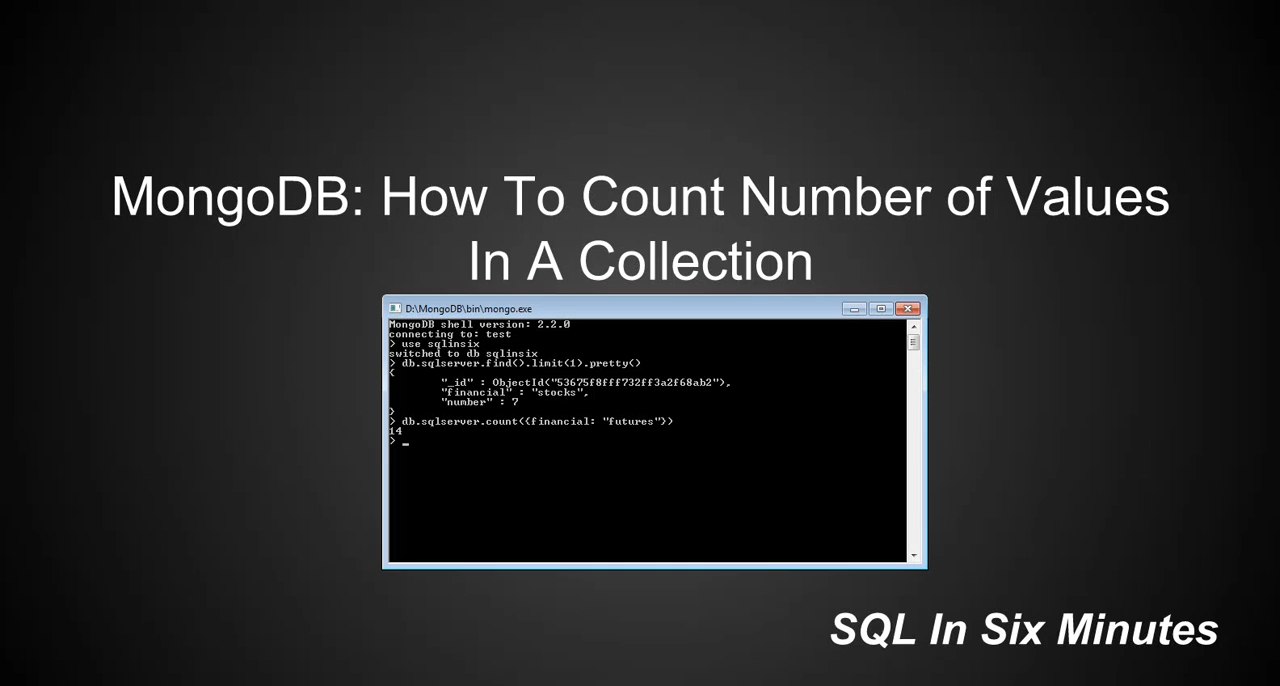 MongoDB: How To Count Number of Values
In A Collection
D:\MongoDB\bin\mongo.exe
MongoDB shell version: 2.2.0
connecting to: test
> use sqlinsix
switched to db sqlinsix
> db.sqlserver.find().limit(1).pretty()
{
"_id" : ObjectId("53675f8fff732ff3a2f68ab2"),
"financial" : "stocks",
"number" : 7
}
> db.sqlserver.count({financial: "futures"})
14
> _
SQL In Six Minutes